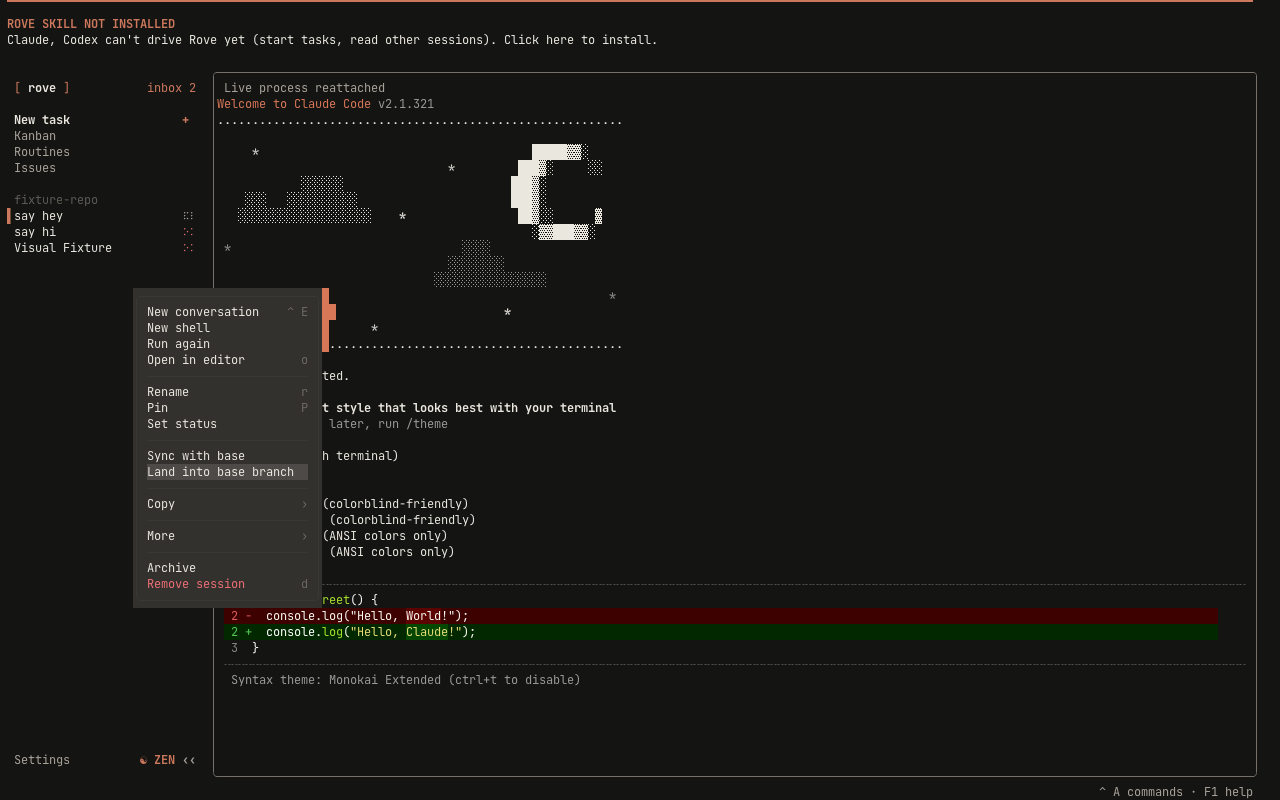 ROVE SKILL NOT INSTALLED
Claude, Codex can't drive Rove yet (start tasks, read other sessions). Click here to install.
[ rove ] inbox 2
New task +
Kanban
Routines
Issues
fixture-repo
say hey
say hi
Visual Fixture
Live process reattached
Welcome to Claude Code v2.1.321
New conversation ^ E
New shell
Run again
Open in editor o
Rename r
Pin P
Set status
Sync with base
Land into base branch
Copy ›
More ›
Archive
Remove session d
ted.
t style that looks best with your terminal
later, run /theme
h terminal)
(colorblind-friendly)
(colorblind-friendly)
(ANSI colors only)
(ANSI colors only)
reet() {
2 - console.log("Hello, World!");
2 + console.log("Hello, Claude!");
3 }
Syntax theme: Monokai Extended (ctrl+t to disable)
Settings ☯ ZEN ‹‹
^ A commands · F1 help